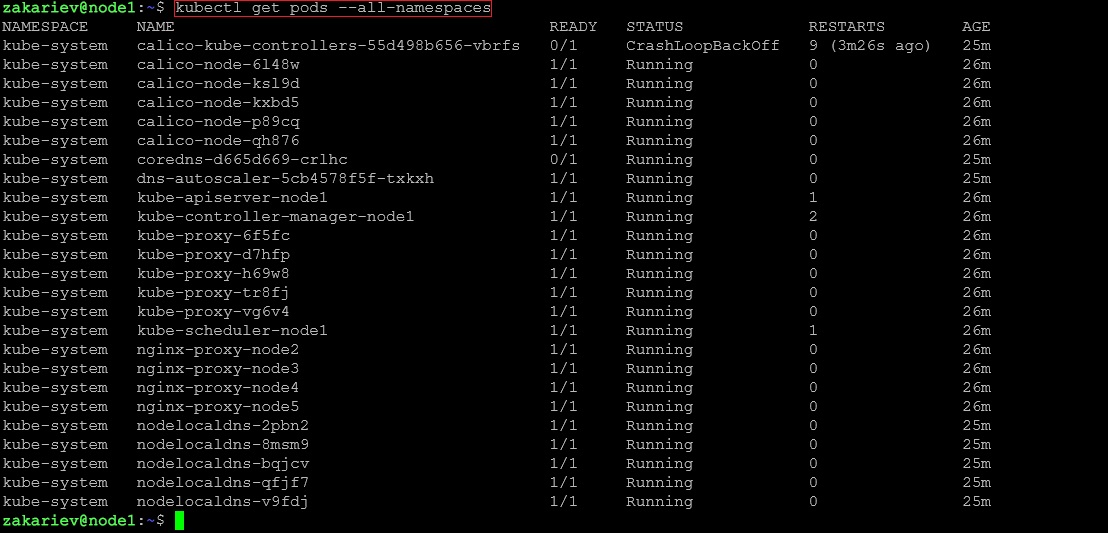 zakariev@node1:~$ kubectl get pods --all-namespaces
NAMESPACE     NAME                                       READY   STATUS             RESTARTS        AGE
kube-system   calico-kube-controllers-55d498b656-vbrfs   0/1     CrashLoopBackOff   9 (3m26s ago)   25m
kube-system   calico-node-6l48w                          1/1     Running            0               26m
kube-system   calico-node-ksl9d                          1/1     Running            0               26m
kube-system   calico-node-kxbd5                          1/1     Running            0               26m
kube-system   calico-node-p89cq                          1/1     Running            0               26m
kube-system   calico-node-qh876                          1/1     Running            0               26m
kube-system   coredns-d665d669-crlhc                     0/1     Running            0               25m
kube-system   dns-autoscaler-5cb4578f5f-txkxh            1/1     Running            0               25m
kube-system   kube-apiserver-node1                       1/1     Running            1               26m
kube-system   kube-controller-manager-node1              1/1     Running            2               26m
kube-system   kube-proxy-6f5fc                           1/1     Running            0               26m
kube-system   kube-proxy-d7hfp                           1/1     Running            0               26m
kube-system   kube-proxy-h69w8                           1/1     Running            0               26m
kube-system   kube-proxy-tr8fj                           1/1     Running            0               26m
kube-system   kube-proxy-vg6v4                           1/1     Running            0               26m
kube-system   kube-scheduler-node1                       1/1     Running            1               26m
kube-system   nginx-proxy-node2                          1/1     Running            0               26m
kube-system   nginx-proxy-node3                          1/1     Running            0               26m
kube-system   nginx-proxy-node4                          1/1     Running            0               26m
kube-system   nginx-proxy-node5                          1/1     Running            0               26m
kube-system   nodelocaldns-2pbn2                         1/1     Running            0               25m
kube-system   nodelocaldns-8msm9                         1/1     Running            0               25m
kube-system   nodelocaldns-bqjcv                         1/1     Running            0               25m
kube-system   nodelocaldns-qfjf7                         1/1     Running            0               25m
kube-system   nodelocaldns-v9fdj                         1/1     Running            0               25m
zakariev@node1:~$